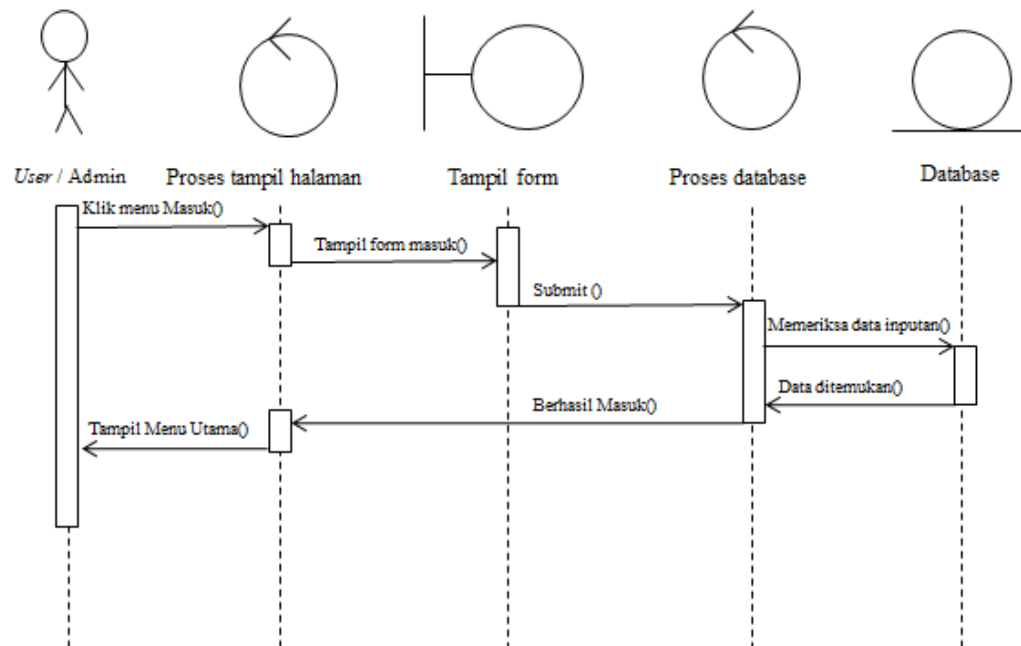 User / Admin
Proses tampil halaman
Tampil form
Proses database
Database
Klik menu Masuk()
Tampil form masuk()
Submit ()
Memeriksa data inputan()
Data ditemukan()
Berhasil Masuk()
Tampil Menu Utama()